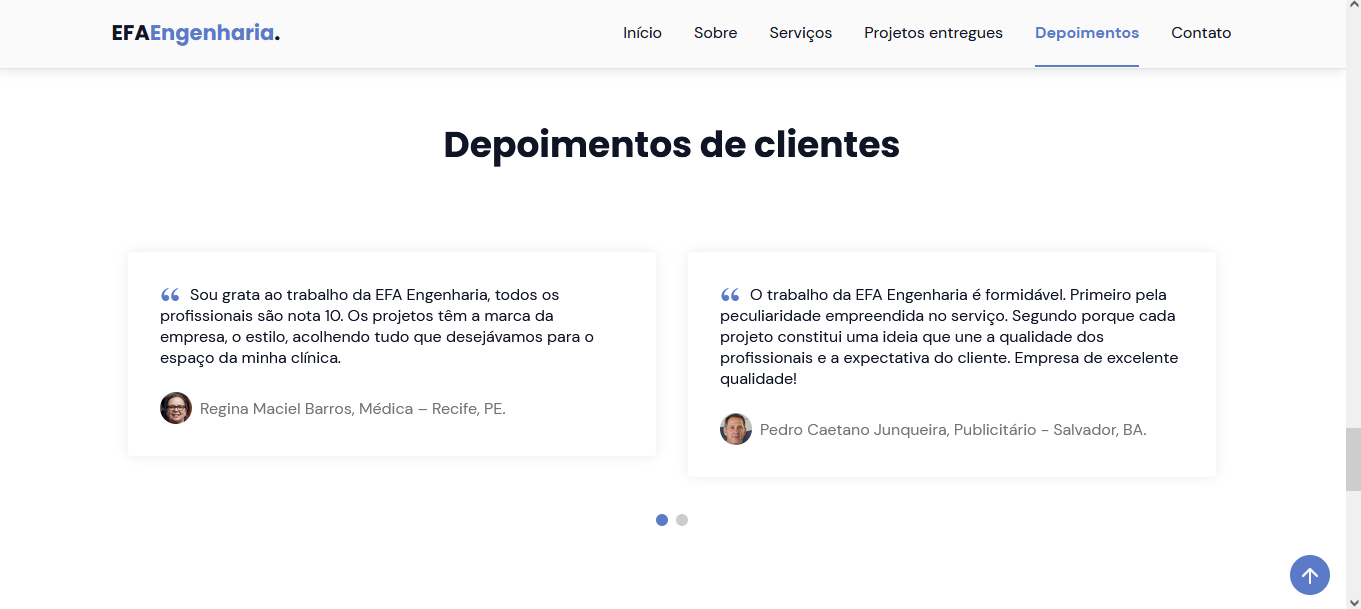 EFAEngenharia.
Início Sobre Serviços Projetos entregues Depoimentos Contato
Depoimentos de clientes
Sou grata ao trabalho da EFA Engenharia, todos os
profissionais são nota 10. Os projetos têm a marca da
empresa, o estilo, acolhendo tudo que desejávamos para o
espaço da minha clínica.
Regina Maciel Barros, Médica – Recife, PE.
O trabalho da EFA Engenharia é formidável. Primeiro pela
peculiaridade empreendida no serviço. Segundo porque cada
projeto constitui uma ideia que une a qualidade dos
profissionais e a expectativa do cliente. Empresa de excelente
qualidade!
Pedro Caetano Junqueira, Publicitário - Salvador, BA.